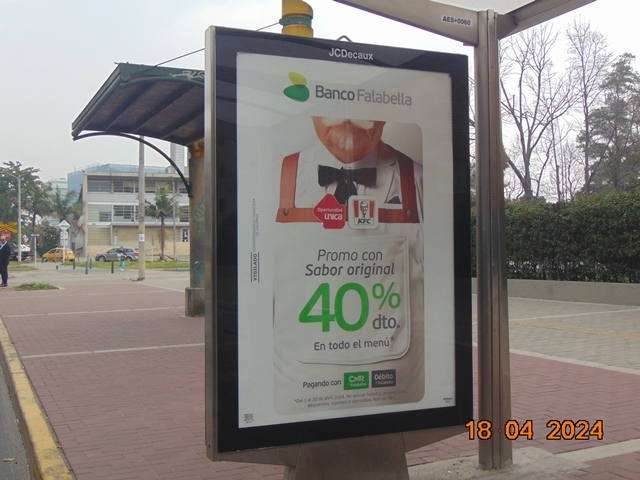 AES+0060
JCDecaux
Banco Falabella
Oportunidad
única
KFC
Promo con
Sabor original
40%
dto.
En todo el menú*
Pagando con
CMR
Débito
VIGILADO
18 04 2024